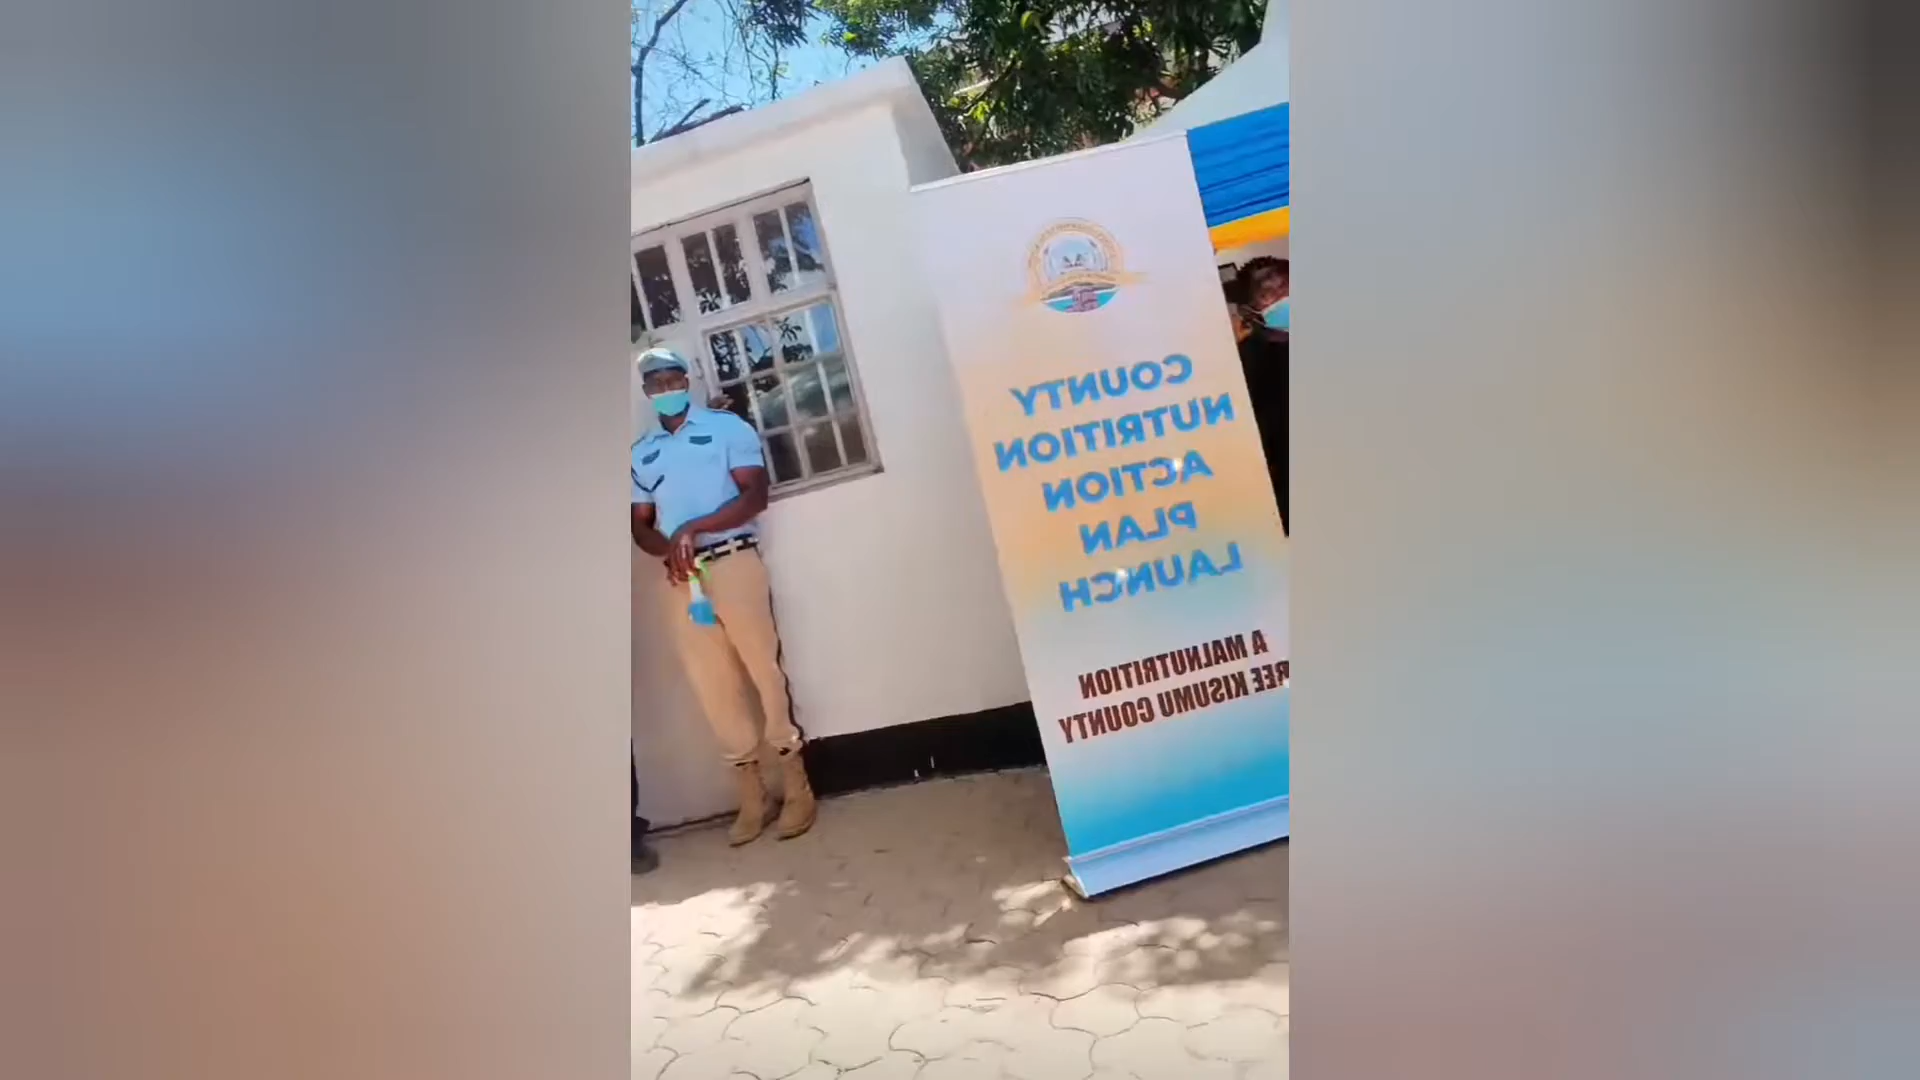 COUNTY
NUTRITION
ACTION
PLAN
LAUNCH
A MALNUTRITION
REE KISUMU COUNTY